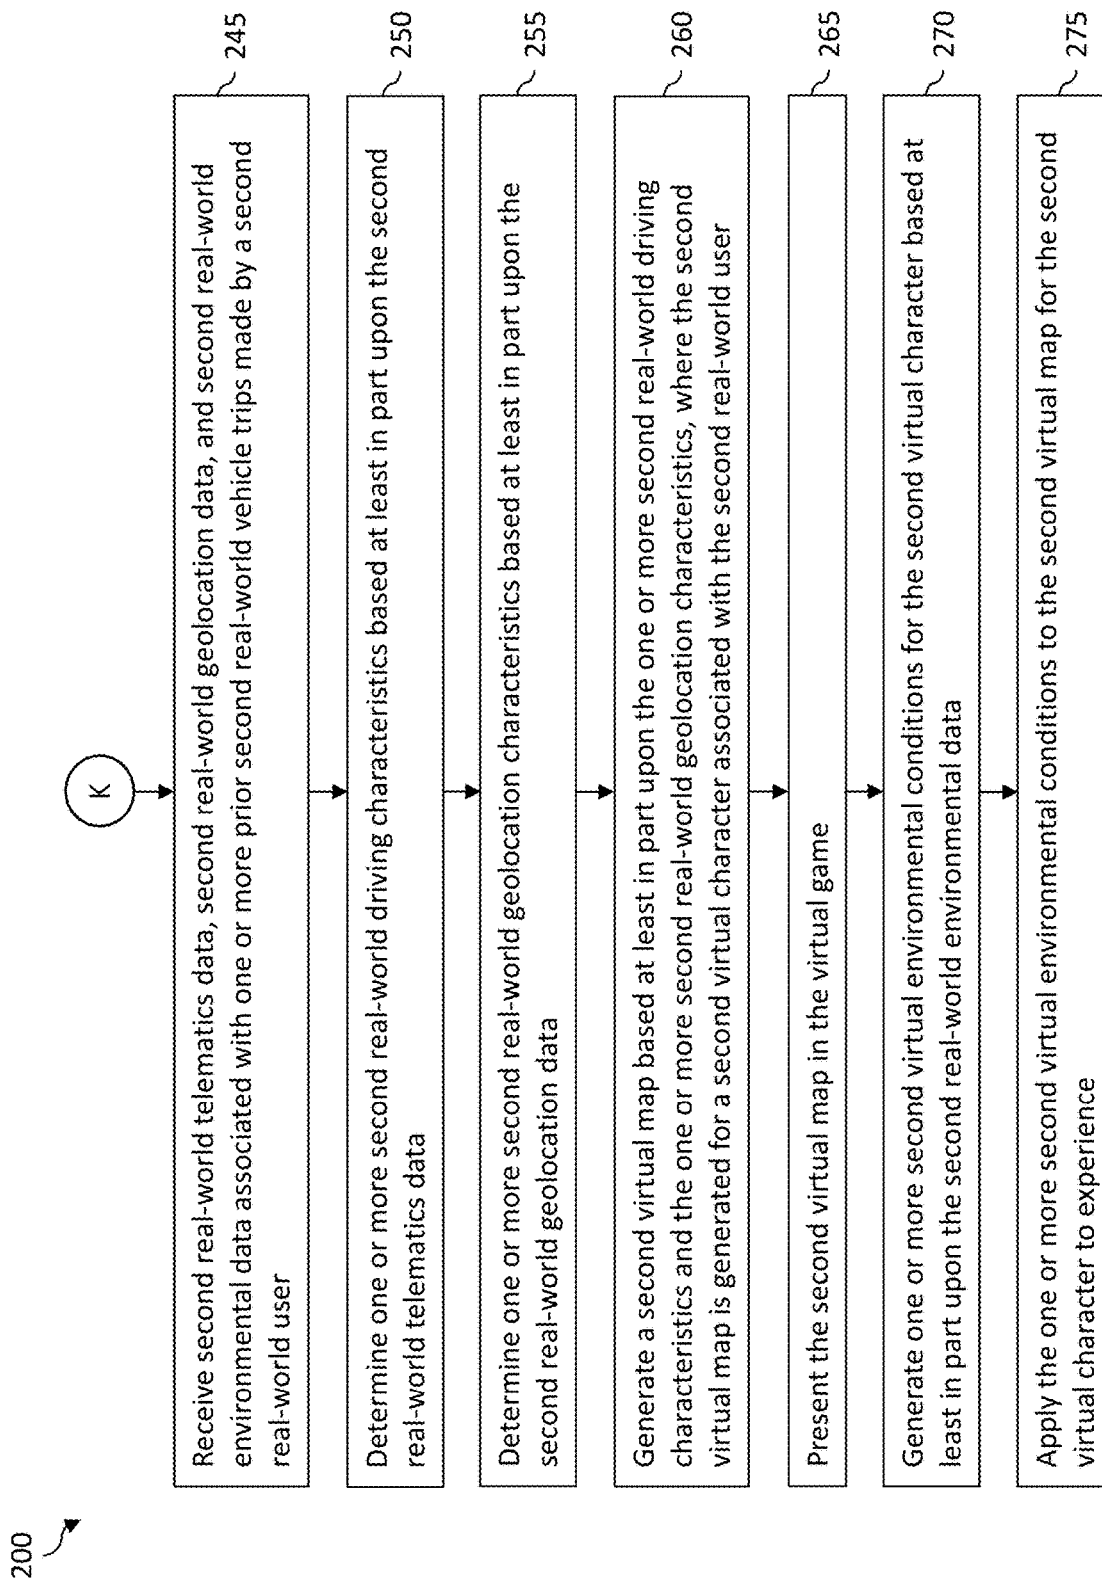 200
K
Receive second real-world telematics data, second real-world geolocation data, and second real-world
environmental data associated with one or more prior second real-world vehicle trips made by a second
real-world user
245
Determine one or more second real-world driving characteristics based at least in part upon the second
real-world telematics data
250
Determine one or more second real-world geolocation characteristics based at least in part upon the
second real-world geolocation data
255
Generate a second virtual map based at least in part upon the one or more second real-world driving
characteristics and the one or more second real-world geolocation characteristics, where the second
virtual map is generated for a second virtual character associated with the second real-world user
260
Present the second virtual map in the virtual game
265
Generate one or more second virtual environmental conditions for the second virtual character based at
least in part upon the second real-world environmental data
270
Apply the one or more second virtual environmental conditions to the second virtual map for the second
virtual character to experience
275